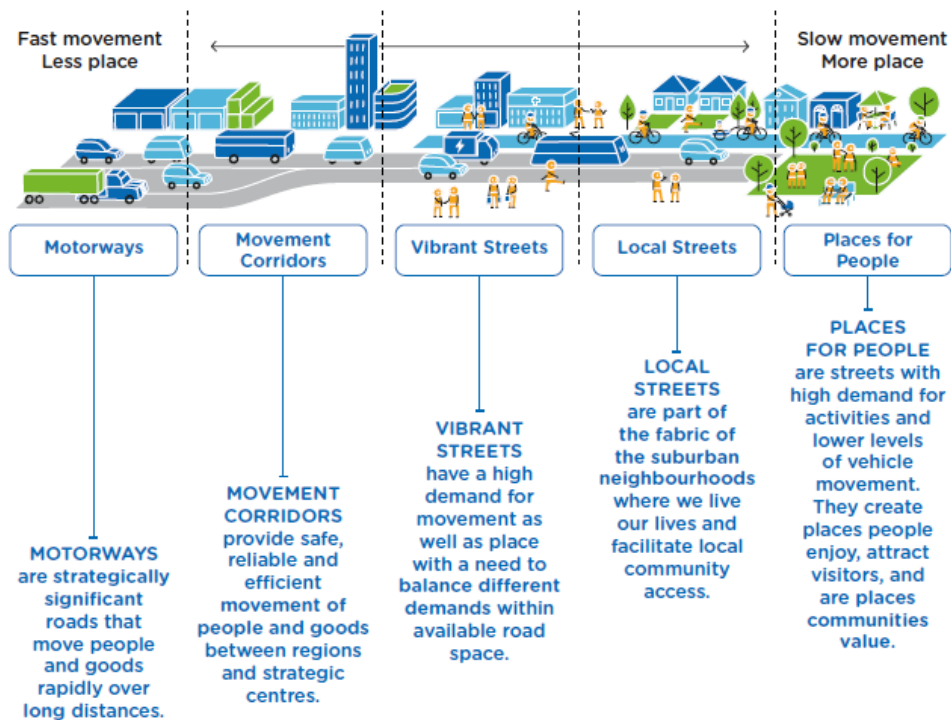 Fast movement
Less place
Slow movement
More place
Motorways
Movement
Corridors
Vibrant Streets
Local Streets
Places for
People
MOTORWAYS
are strategically
significant
roads that
move people
and goods
rapidly over
long distances.
MOVEMENT
CORRIDORS
provide safe,
reliable and
efficient
movement of
people and goods
between regions
and strategic
centres.
VIBRANT
STREETS
have a high
demand for
movement as
well as place
with a need to
balance different
demands within
available road
space.
LOCAL
STREETS
are part of
the fabric of
the suburban
neighbourhoods
where we live
our lives and
facilitate local
community
access.
PLACES
FOR PEOPLE
are streets with
high demand for
activities and
lower levels
of vehicle
movement.
They create
places people
enjoy, attract
visitors, and
are places
communities
value.